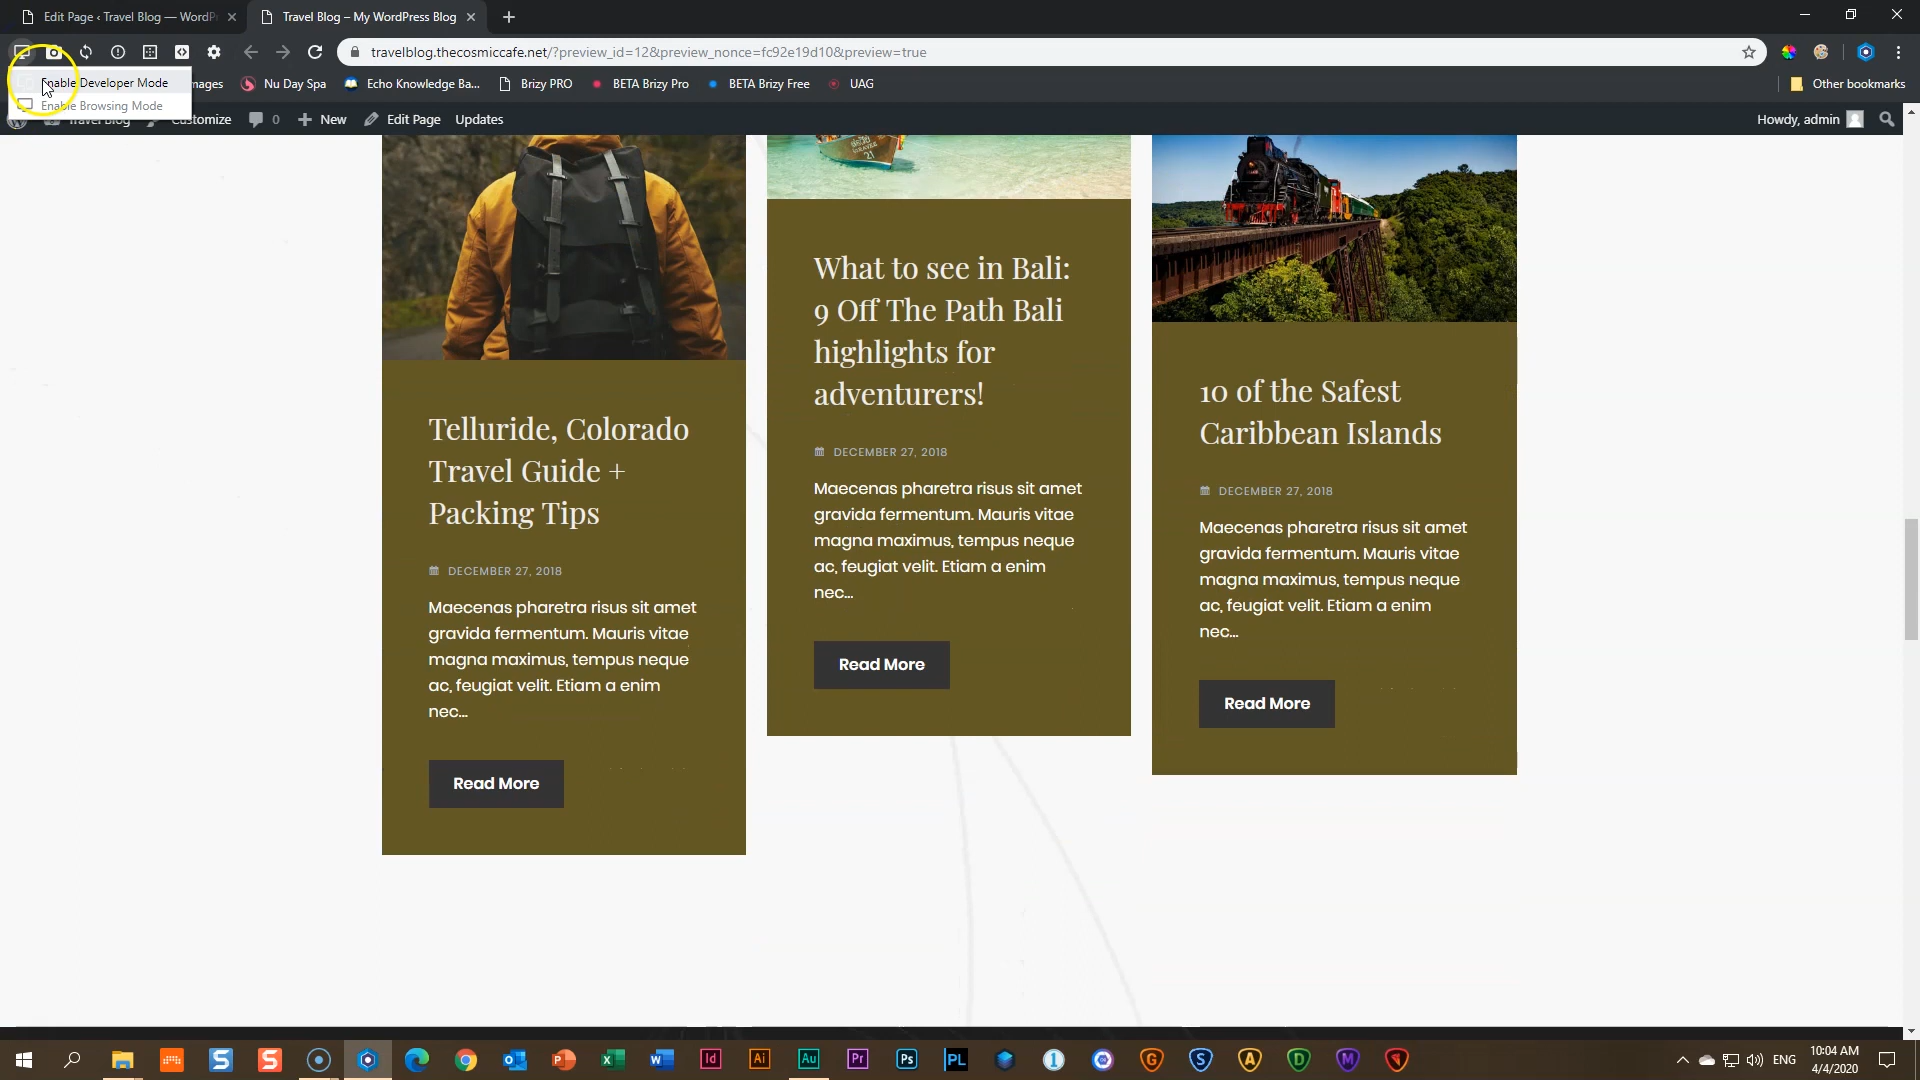 Edit Page ‹ Travel Blog — WordP
Travel Blog – My WordPress Blog
travelblog.thecosmiccafe.net/?preview_id=12&preview_nonce=fc92e19d10&preview=true
Enable Developer Mode
Enable Browsing Mode
Nu Day Spa
Echo Knowledge Ba...
Brizy PRO
BETA Brizy Pro
BETA Brizy Free
UAG
Other bookmarks
Travel Blog
Customize
0
New
Edit Page
Updates
Howdy, admin
21
Telluride, Colorado
Travel Guide +
Packing Tips
DECEMBER 27, 2018
Maecenas pharetra risus sit amet
gravida fermentum. Mauris vitae
magna maximus, tempus neque
ac, feugiat velit. Etiam a enim
nec...
Read More
What to see in Bali:
9 Off The Path Bali
highlights for
adventurers!
DECEMBER 27, 2018
Maecenas pharetra risus sit amet
gravida fermentum. Mauris vitae
magna maximus, tempus neque
ac, feugiat velit. Etiam a enim
nec...
Read More
10 of the Safest
Caribbean Islands
DECEMBER 27, 2018
Maecenas pharetra risus sit amet
gravida fermentum. Mauris vitae
magna maximus, tempus neque
ac, feugiat velit. Etiam a enim
nec...
Read More
ENG
10:04 AM
4/4/2020